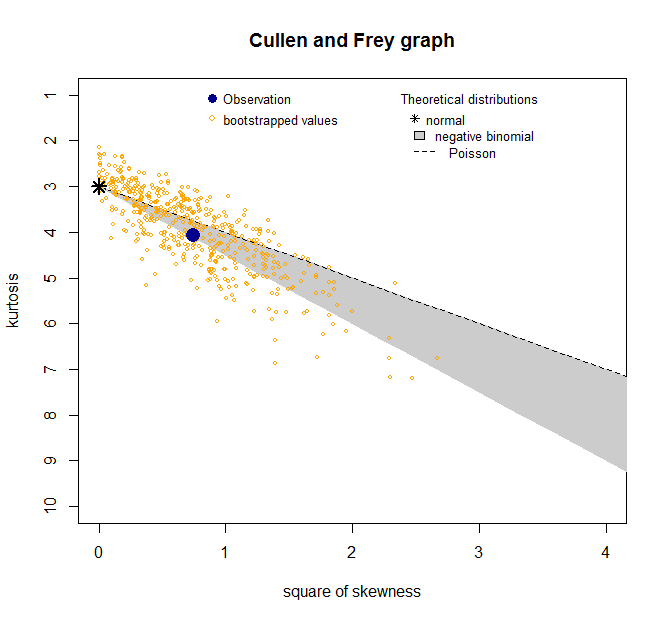 Cullen and Frey graph
Observation
bootstrapped values
Theoretical distributions
normal
negative binomial
Poisson
kurtosis
1
2
3
4
5
6
7
8
9
10
0 1 2 3 4
square of skewness